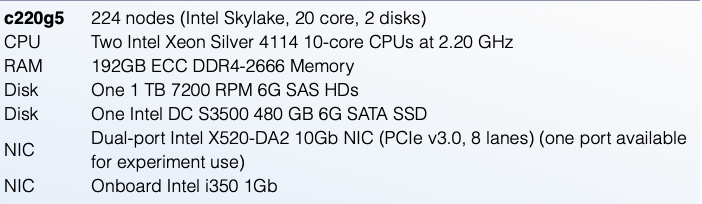 c220g5 224 nodes (Intel Skylake, 20 core, 2 disks)
CPU Two Intel Xeon Silver 4114 10-core CPUs at 2.20 GHz
RAM 192GB ECC DDR4-2666 Memory
Disk One 1 TB 7200 RPM 6G SAS HDs
Disk One Intel DC S3500 480 GB 6G SATA SSD
NIC Dual-port Intel X520-DA2 10Gb NIC (PCIe v3.0, 8 lanes) (one port available
for experiment use)
NIC Onboard Intel i350 1Gb